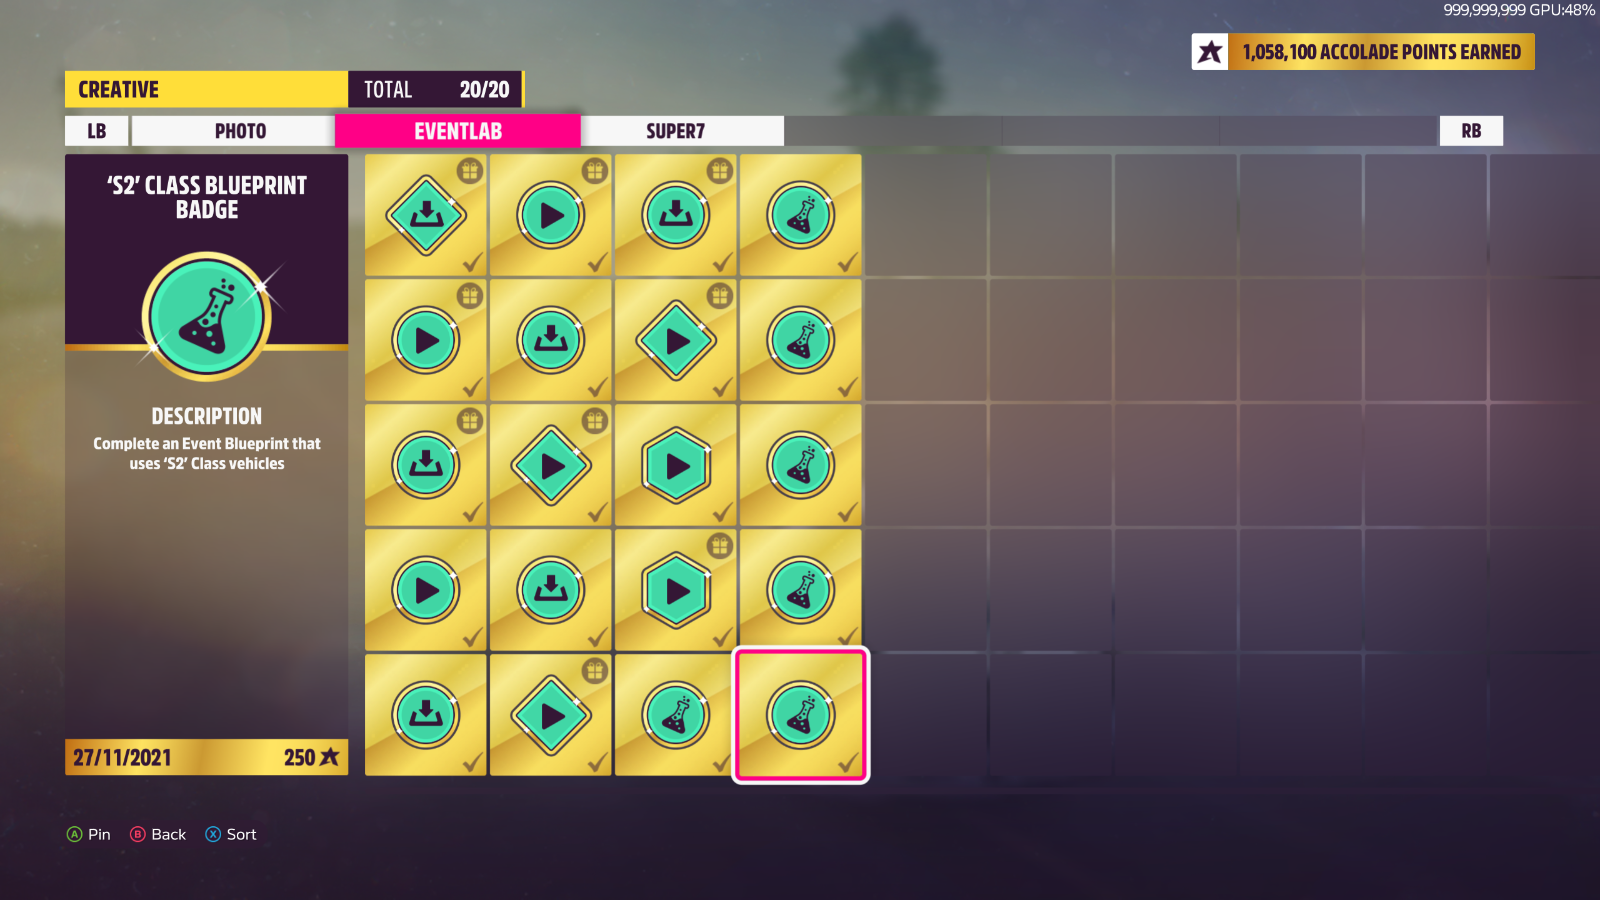 999,999,999 GPU:48%
1,058,100 ACCOLADE POINTS EARNED
CREATIVE
TOTAL 20/20
LB
PHOTO
EVENTLAB
SUPER7
RB
‘S2’ CLASS BLUEPRINT
BADGE
DESCRIPTION
Complete an Event Blueprint that
uses ‘S2’ Class vehicles
27/11/2021
250
A Pin
B Back
X Sort